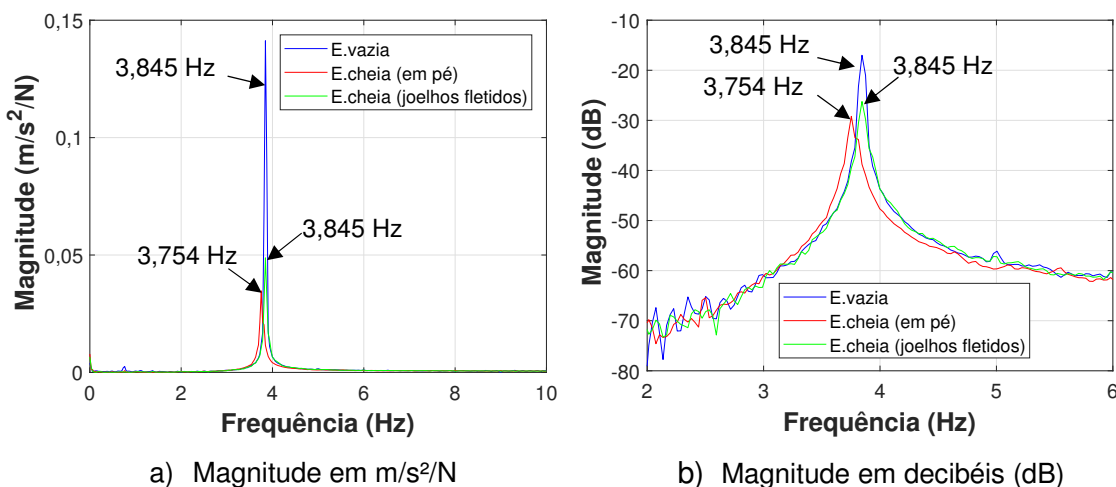 0,15
0,1
0,05
0
0
2
4
6
8
10
Magnitude (m/s²/N)
Frequência (Hz)
3,845 Hz
3,754 Hz
3,845 Hz
E.vazia
E.cheia (em pé)
E.cheia (joelhos fletidos)
a) Magnitude em m/s²/N
-10
-20
-30
-40
-50
-60
-70
-80
2
3
4
5
6
Magnitude (dB)
Frequência (Hz)
3,845 Hz
3,845 Hz
3,754 Hz
E.vazia
E.cheia (em pé)
E.cheia (joelhos fletidos)
b) Magnitude em decibéis (dB)